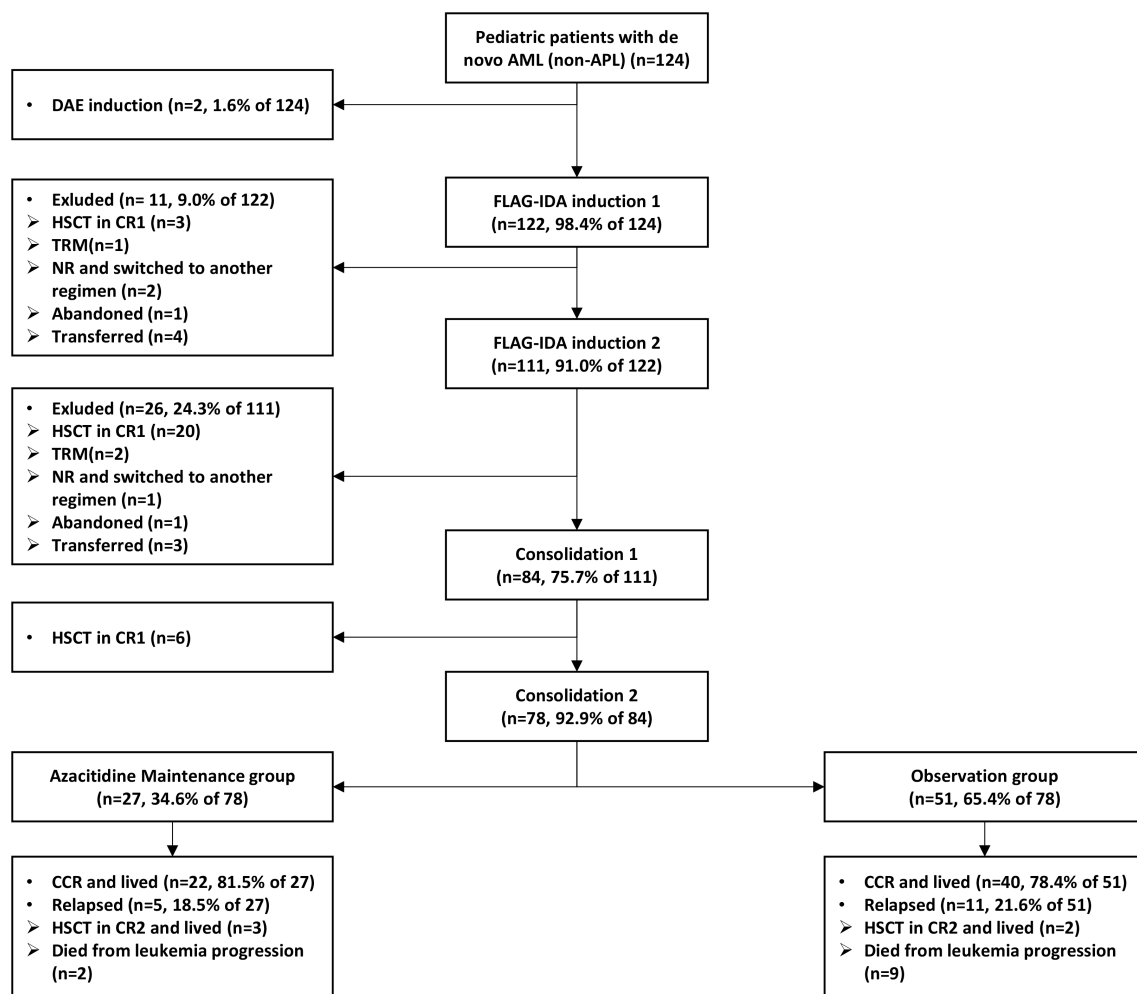 Pediatric patients with de
novo AML (non-APL) (n=124)
• DAE induction (n=2, 1.6% of 124)
FLAG-IDA induction 1
(n=122, 98.4% of 124)
• Exluded (n= 11, 9.0% of 122)
➢ HSCT in CR1 (n=3)
➢ TRM(n=1)
➢ NR and switched to another
regimen (n=2)
➢ Abandoned (n=1)
➢ Transferred (n=4)
FLAG-IDA induction 2
(n=111, 91.0% of 122)
• Exluded (n=26, 24.3% of 111)
➢ HSCT in CR1 (n=20)
➢ TRM(n=2)
➢ NR and switched to another
regimen (n=1)
➢ Abandoned (n=1)
➢ Transferred (n=3)
Consolidation 1
(n=84, 75.7% of 111)
• HSCT in CR1 (n=6)
Consolidation 2
(n=78, 92.9% of 84)
Azacitidine Maintenance group
(n=27, 34.6% of 78)
Observation group
(n=51, 65.4% of 78)
• CCR and lived (n=22, 81.5% of 27)
• Relapsed (n=5, 18.5% of 27)
➢ HSCT in CR2 and lived (n=3)
➢ Died from leukemia progression
(n=2)
• CCR and lived (n=40, 78.4% of 51)
• Relapsed (n=11, 21.6% of 51)
➢ HSCT in CR2 and lived (n=2)
➢ Died from leukemia progression
(n=9)